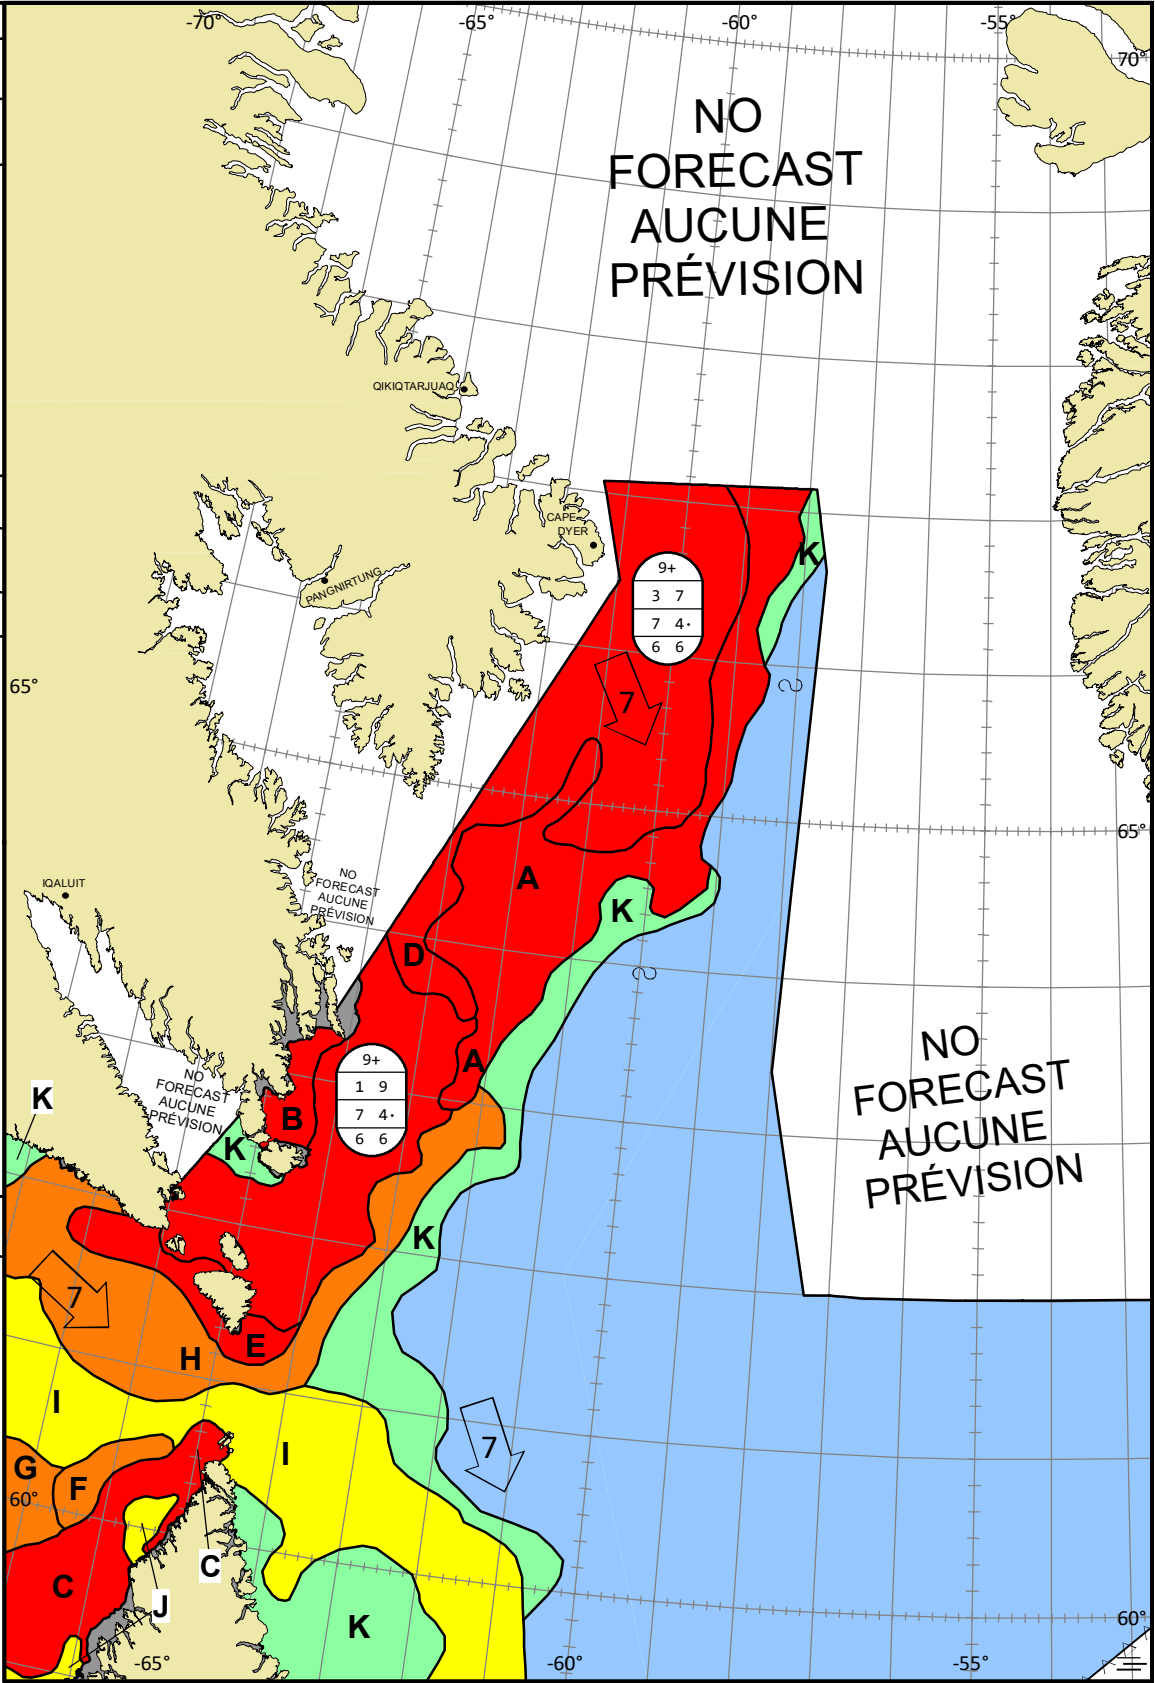 -70°
-65°
-60°
-55°
70°
NO
FORECAST
AUCUNE
PRÉVISION
QIKIQTARJUAQ
CAPE
DYER
K
9+
3 7
7 4•
6 6
PANGNIRTUNG
65°
7
65°
A
IQALUIT
NO
FORECAST
AUCUNE
PRÉVISION
K
D
NO
FORECAST
AUCUNE
PRÉVISION
9+
1 9
7 4•
6 6
A
NO
FORECAST
AUCUNE
PRÉVISION
K
B
K
K
7
E
H
I
I
7
G
F
60°
C
C
J
K
60°
-65°
-60°
-55°